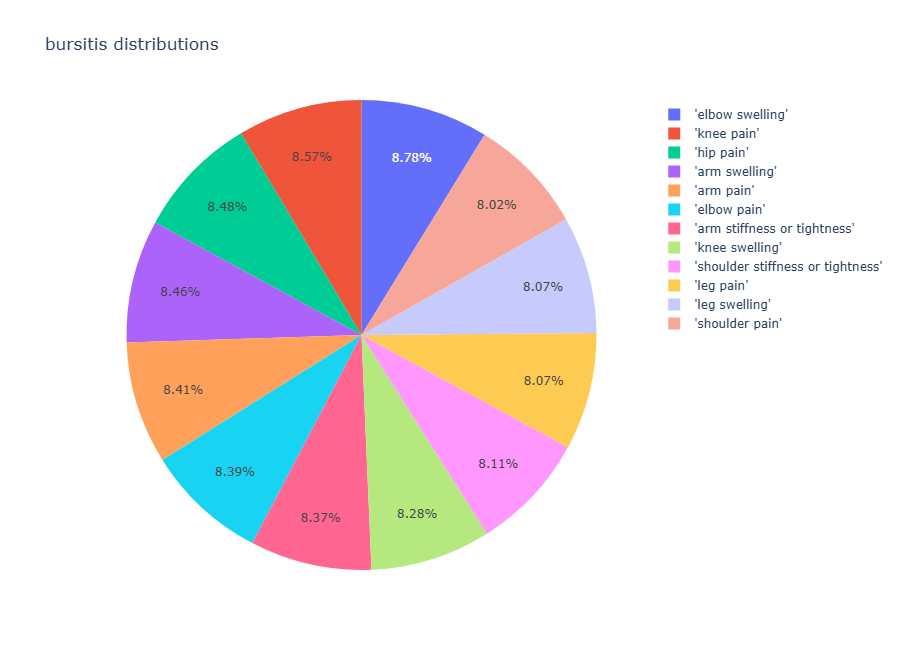 bursitis distributions
8.57%
8.78%
8.48%
8.02%
8.46%
8.07%
8.41%
8.07%
8.39%
8.11%
8.37%
8.28%
'elbow swelling'
'knee pain'
'hip pain'
'arm swelling'
'arm pain'
'elbow pain'
'arm stiffness or tightness'
'knee swelling'
'shoulder stiffness or tightness'
'leg pain'
'leg swelling'
'shoulder pain'